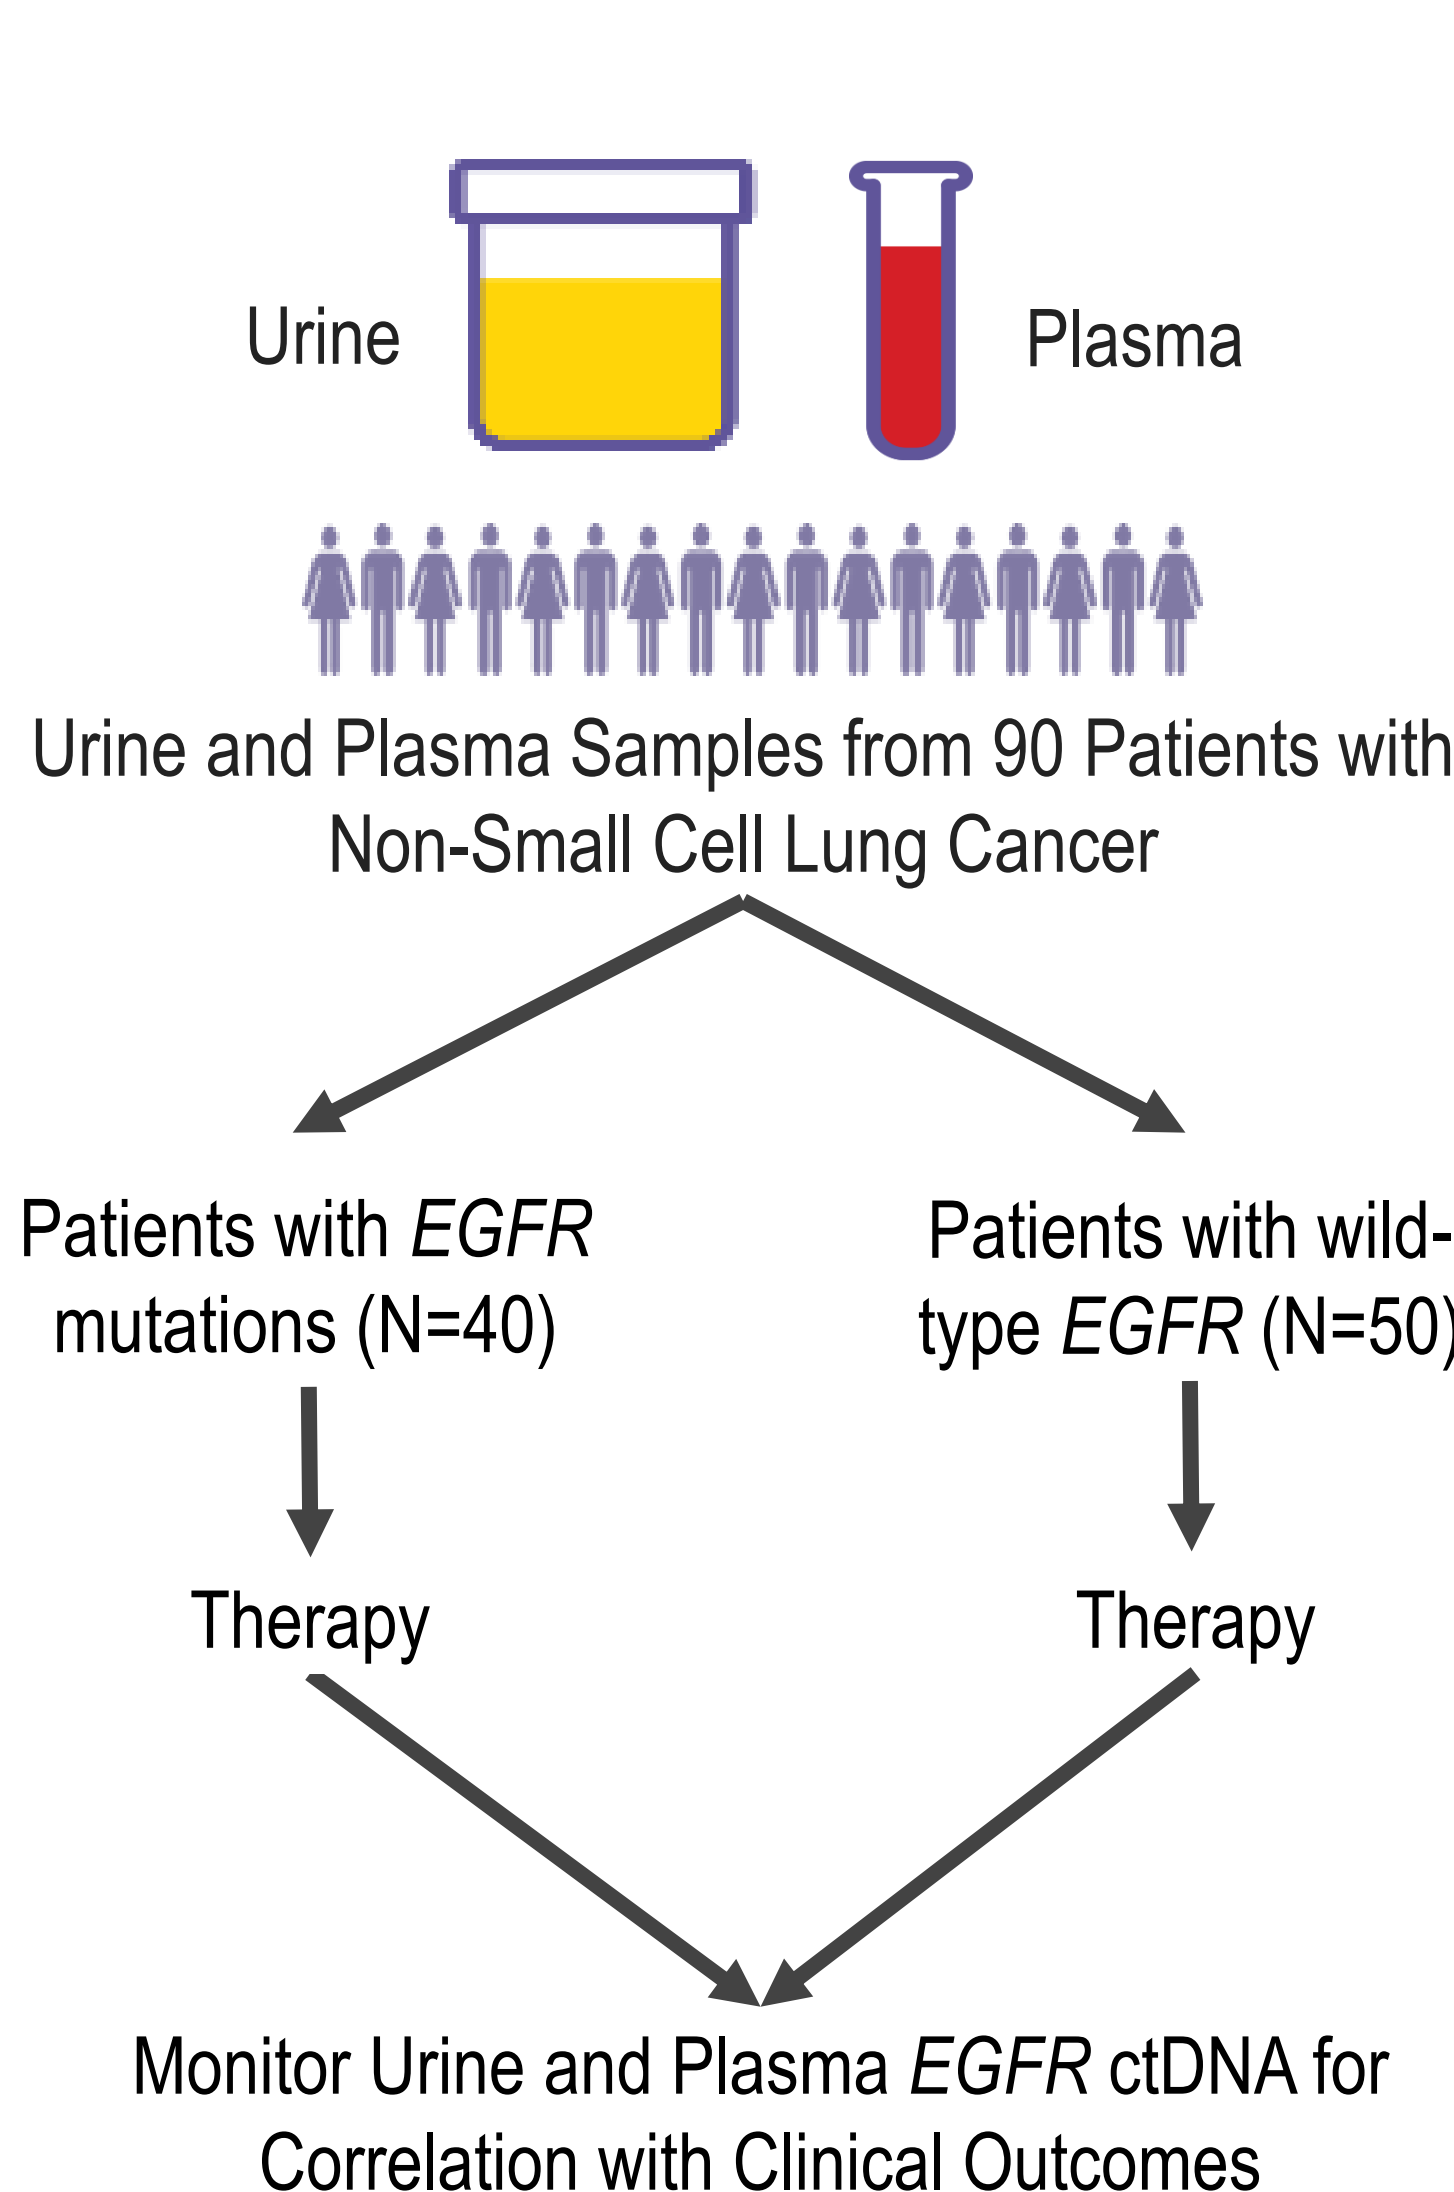 Urine
Plasma
Urine and Plasma Samples from 90 Patients with
Non-Small Cell Lung Cancer
Patients with EGFR
mutations (N=40)
Patients with wild-
type EGFR (N=50)
Therapy
Therapy
Monitor Urine and Plasma EGFR ctDNA for
Correlation with Clinical Outcomes